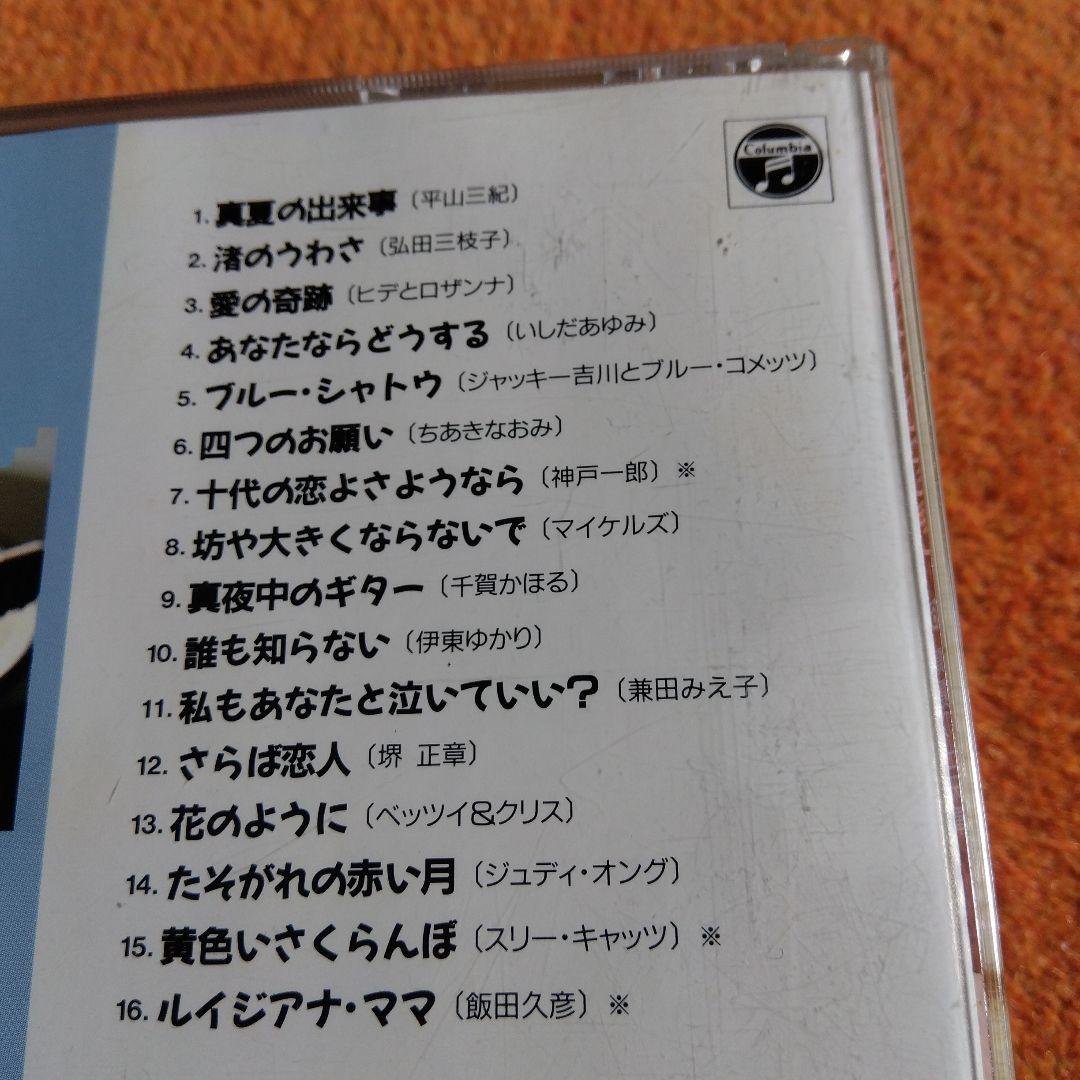 Columbia
1. 真夏の出来事〔平山三紀〕
2. 渚のうわさ〔弘田三枝子〕
3. 愛の奇跡〔ヒデとロザンナ〕
4. あなたならどうする〔いしだあゆみ〕
5. ブルー・シャトウ〔ジャッキー吉川とブルー・コメッツ〕
6. 四つのお願い〔ちあきなおみ〕
7. 十代の恋よさようなら〔神戸一郎〕※
8. 坊や大きくならないで〔マイケルズ〕
9. 真夜中のギター〔千賀かほる〕
10. 誰も知らない〔伊東ゆかり〕
11. 私もあなたと泣いていい?〔兼田みえ子〕
12. さらば恋人〔堺 正章〕
13. 花のように〔ベッツイ&クリス〕
14. たそがれの赤い月〔ジュディ・オング〕
15. 黄色いさくらんぼ〔スリー・キャッツ〕※
16. ルイジアナ・ママ〔飯田久彦〕※